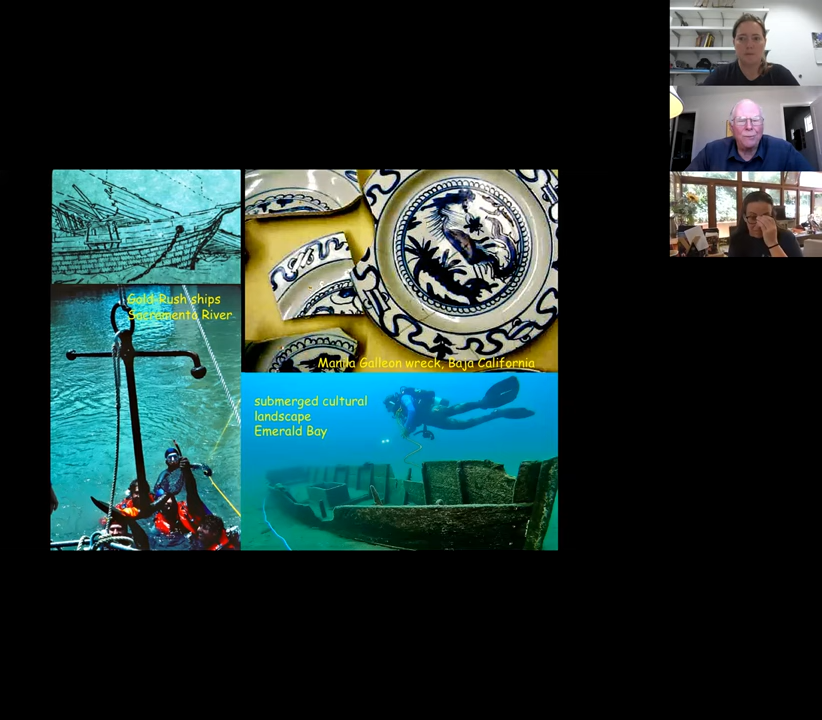 Gold-Rush ships
Sacramento River
Manila Galleon wreck, Baja California
submerged cultural
landscape
Emerald Bay